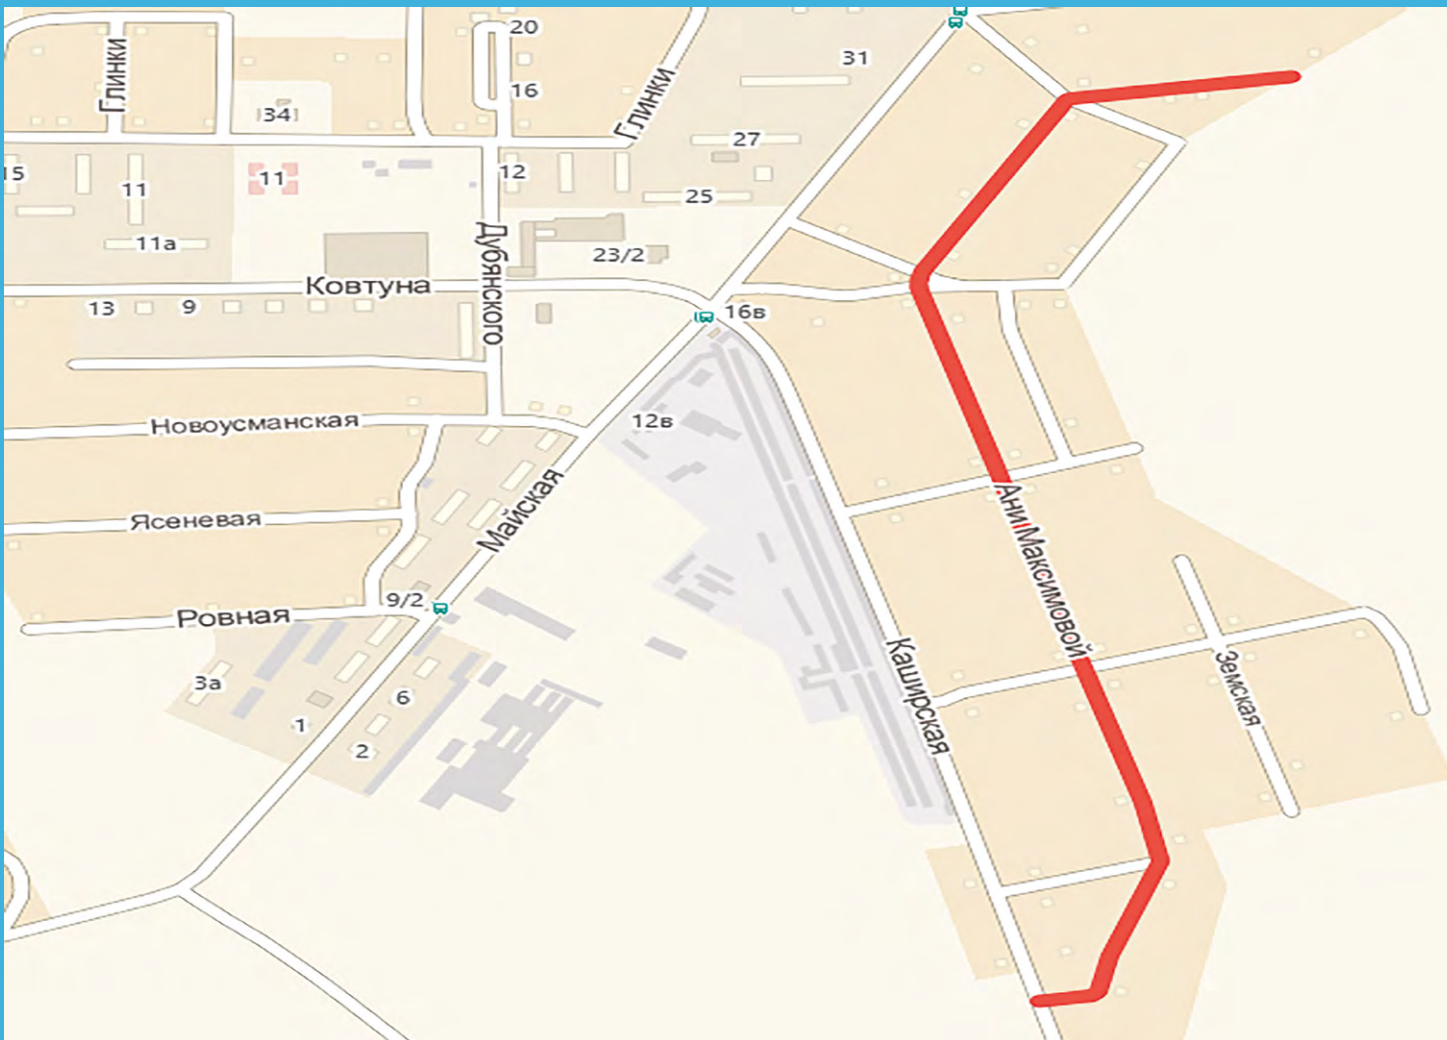 20
Глинки
31
16
34
Глинки
27
15
11
11
12
25
11а
Дубянского
23/2
Ковтуна
13
9
16в
Новоусманская
12в
Майская
Ани Максимовой
Ясеневая
9/2
Ровная
Каширская
Земская
3а
6
1
2